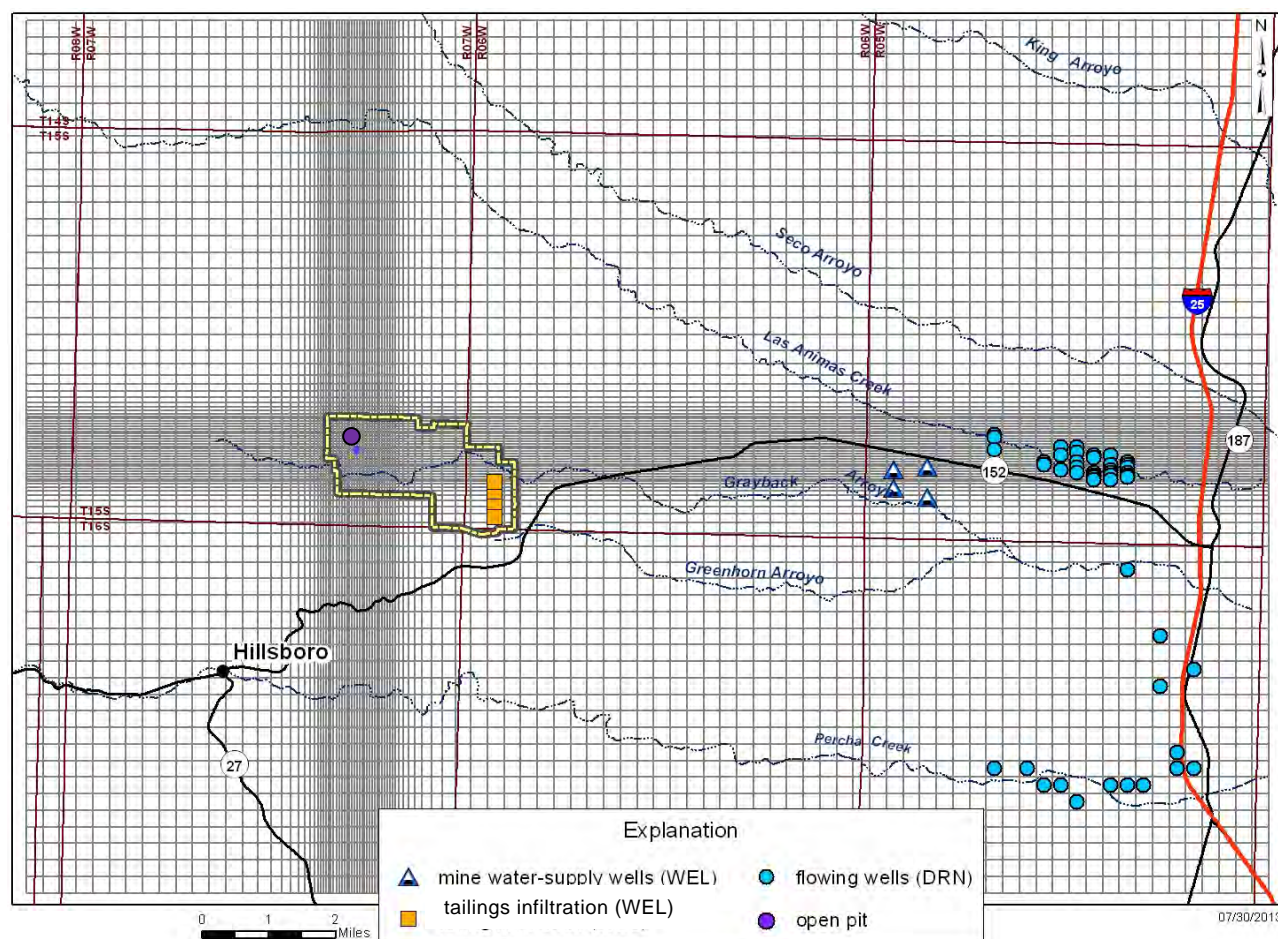 R08W
R07W
R07W
R06W
R06W
R05W
N
King Arroyo
T14S
T15S
Seco Arroyo
25
Las Animas Creek
187
152
Grayback Arroyo
T15S
T16S
Greenhorn Arroyo
Hillsboro
Percha Creek
27
Explanation
mine water-supply wells (WEL)
flowing wells (DRN)
tailings infiltration (WEL)
open pit
0 1 2
Miles
07/30/2013